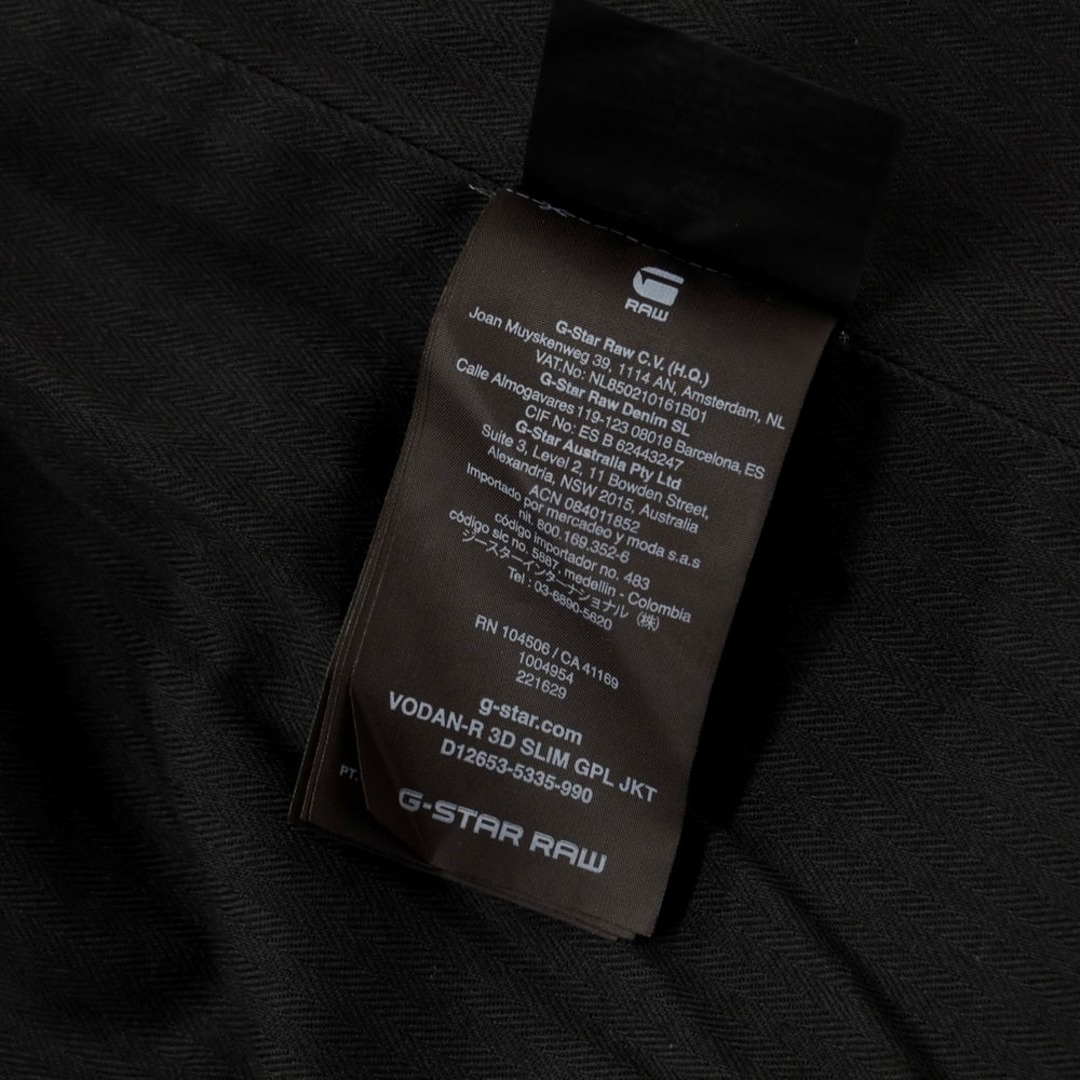 RAW
G-Star Raw C.V. (H.Q.)
Joan Muyskenweg 39, 1114 AN, Amsterdam, NL
VAT.No: NL850210161B01
G-Star Raw Denim SL
Calle Almogavares 119-123 08018 Barcelona, ES
CIF No: ES B 62443247
G-Star Australia Pty Ltd
Suite 3, Level 2, 11 Bowden Street,
Alexandria, NSW 2015, Australia
ACN 084011852
Importado por mercadeo y moda s.a.s
nit. 800.169.352-6
código importador no. 483
código sic no. 5887, medellin - Colombia
ジースターインターナショナル (株)
Tel : 03-6890-5620
RN 104506 / CA 41169
1004954
221629
g-star.com
VODAN-R 3D SLIM GPL JKT
D12653-5335-990
PT.
G-STAR RAW